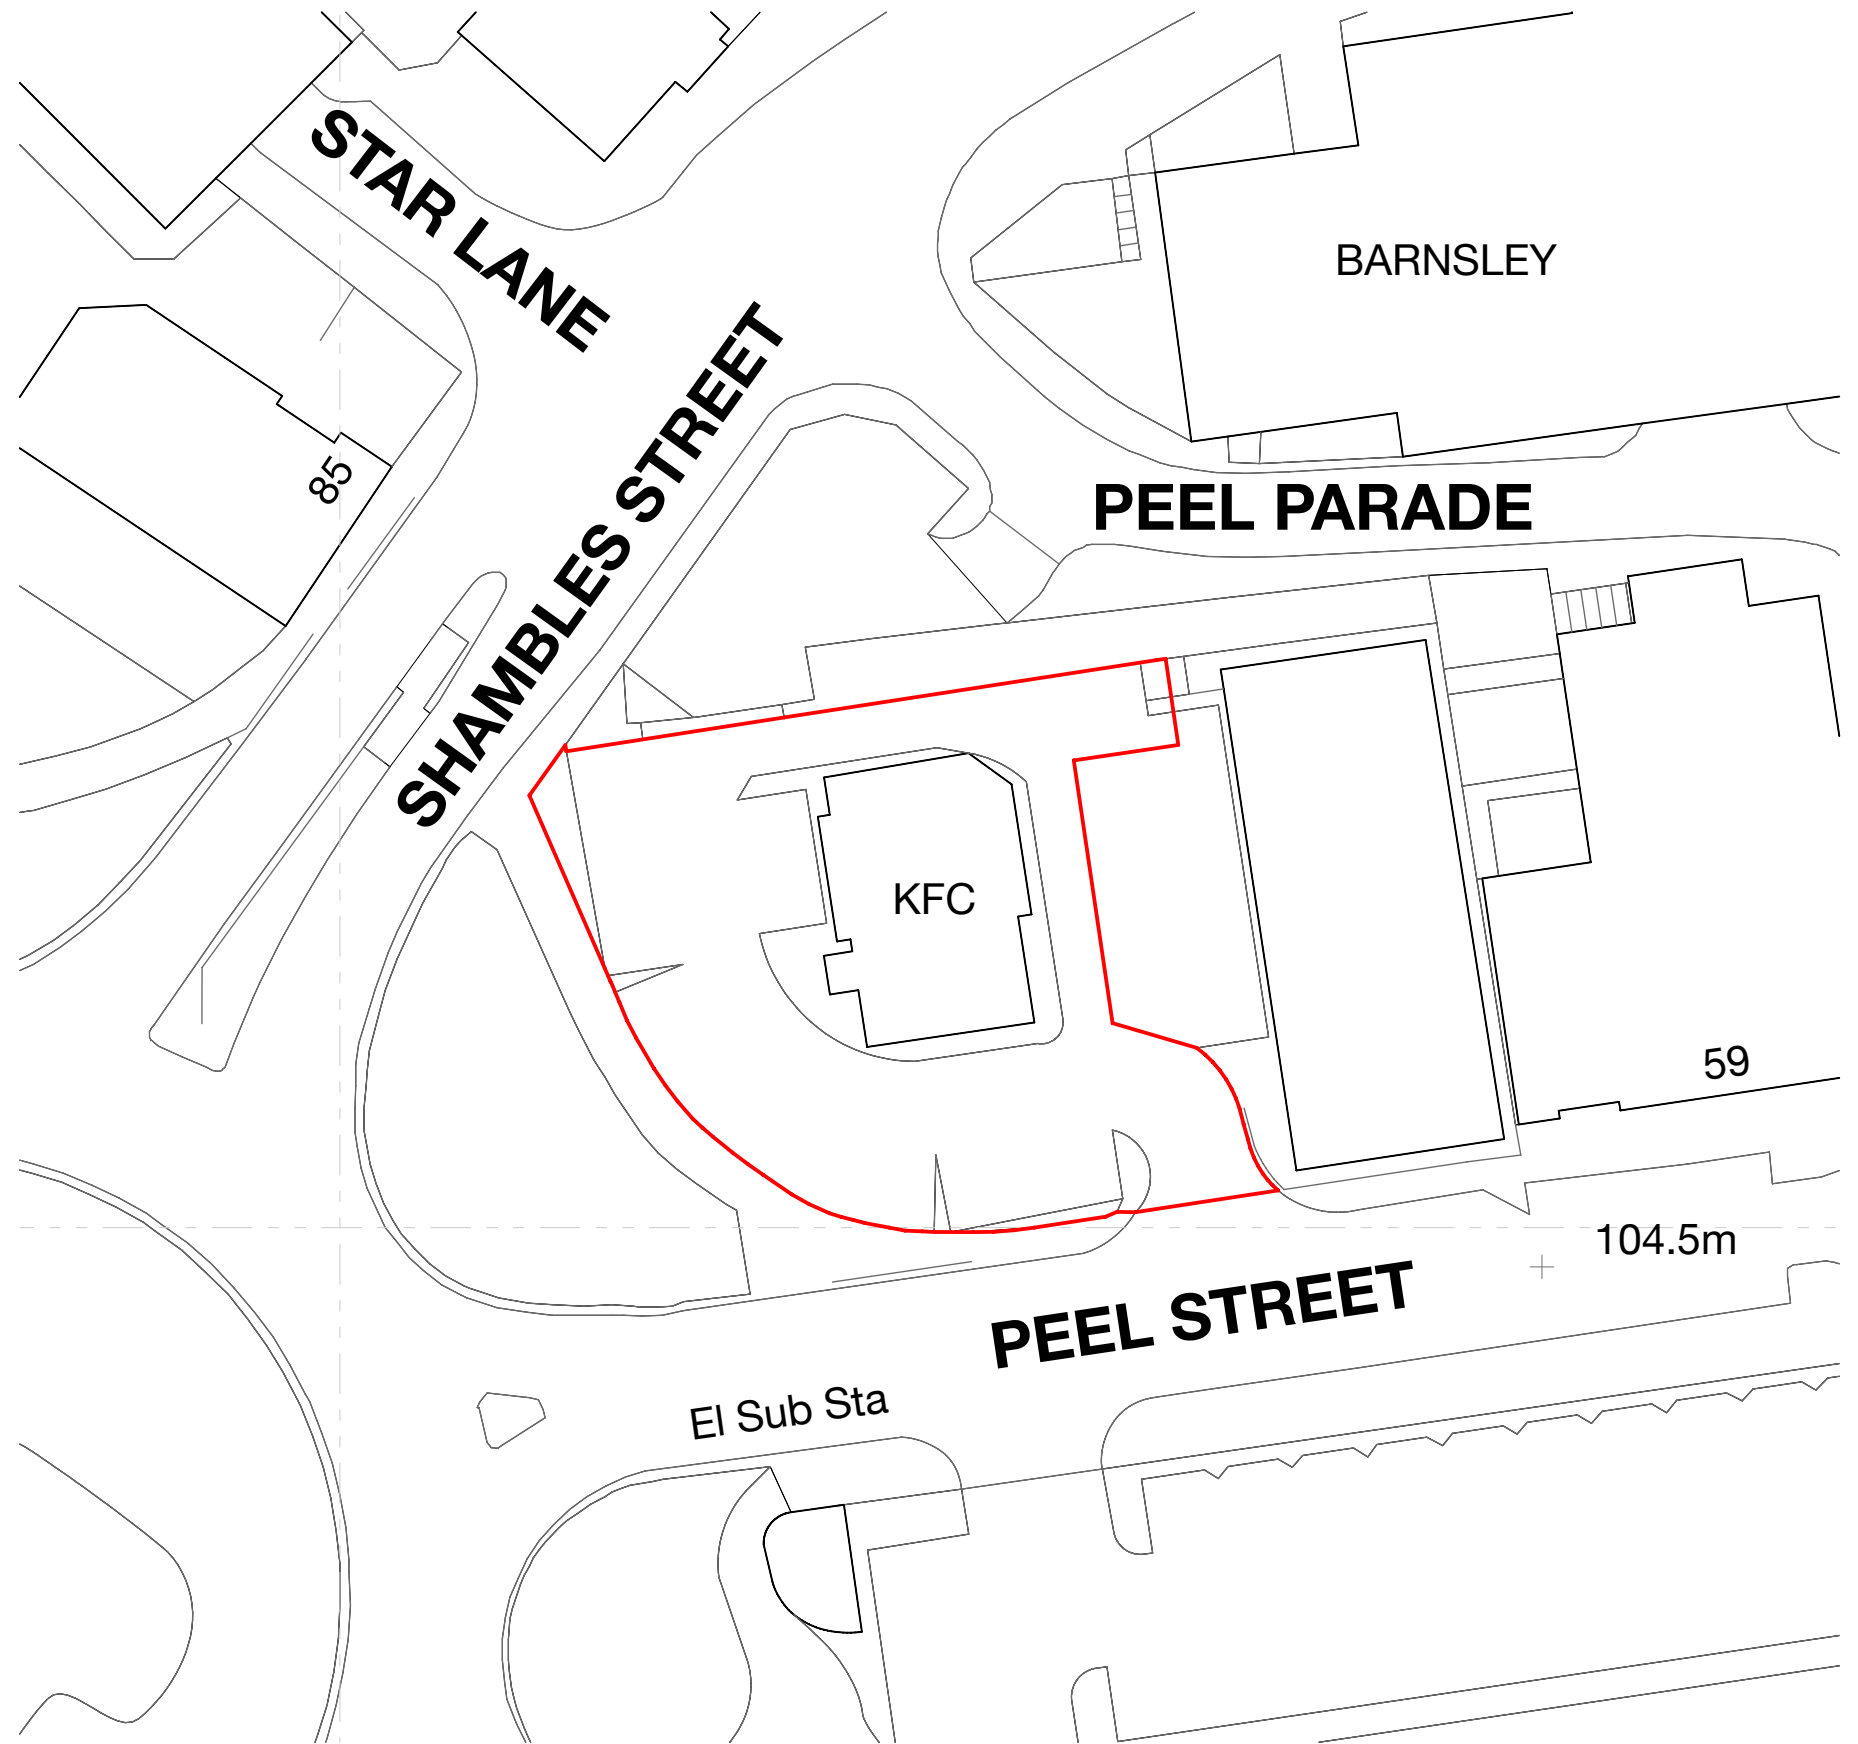 STAR LANE
BARNSLEY
SHAMBLES STREET
85
PEEL PARADE
KFC
59
104.5m
PEEL STREET
El Sub Sta